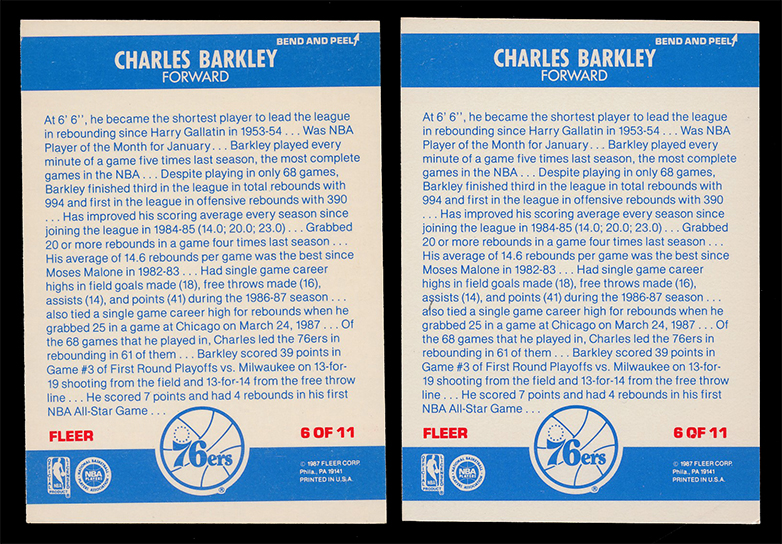 BEND AND PEEL
CHARLES BARKLEY
FORWARD
At 6' 6'', he became the shortest player to lead the league
in rebounding since Harry Gallatin in 1953-54 . . . Was NBA
Player of the Month for January . . . Barkley played every
minute of a game five times last season, the most complete
games in the NBA . . . Despite playing in only 68 games,
Barkley finished third in the league in total rebounds with
994 and first in the league in offensive rebounds with 390
. . . Has improved his scoring average every season since
joining the league in 1984-85 (14.0; 20.0; 23.0) . . . Grabbed
20 or more rebounds in a game four times last season . . .
His average of 14.6 rebounds per game was the best since
Moses Malone in 1982-83 . . . Had single game career
highs in field goals made (18), free throws made (16),
assists (14), and points (41) during the 1986-87 season . . .
also tied a single game career high for rebounds when he
grabbed 25 in a game at Chicago on March 24, 1987 . . . Of
the 68 games that he played in, Charles led the 76ers in
rebounding in 61 of them . . . Barkley scored 39 points in
Game #3 of First Round Playoffs vs. Milwaukee on 13-for-
19 shooting from the field and 13-for-14 from the free throw
line . . . He scored 7 points and had 4 rebounds in his first
NBA All-Star Game . . .
FLEER
6 OF 11
76ers
®
NBA
PLAYERS
© 1987 FLEER CORP.
Phila., PA 19141
PRINTED IN U.S.A.
BEND AND PEEL
CHARLES BARKLEY
FORWARD
At 6' 6'', he became the shortest player to lead the league
in rebounding since Harry Gallatin in 1953-54 . . . Was NBA
Player of the Month for January . . . Barkley played every
minute of a game five times last season, the most complete
games in the NBA . . . Despite playing in only 68 games,
Barkley finished third in the league in total rebounds with
994 and first in the league in offensive rebounds with 390
. . . Has improved his scoring average every season since
joining the league in 1984-85 (14.0; 20.0; 23.0) . . . Grabbed
20 or more rebounds in a game four times last season . . .
His average of 14.6 rebounds per game was the best since
Moses Malone in 1982-83 . . . Had single game career
highs in field goals made (18), free throws made (16),
assists (14), and points (41) during the 1986-87 season . . .
also tied a single game career high for rebounds when he
grabbed 25 in a game at Chicago on March 24, 1987 . . . Of
the 68 games that he played in, Charles led the 76ers in
rebounding in 61 of them . . . Barkley scored 39 points in
Game #3 of First Round Playoffs vs. Milwaukee on 13-for-
19 shooting from the field and 13-for-14 from the free throw
line . . . He scored 7 points and had 4 rebounds in his first
NBA All-Star Game . . .
FLEER
6 OF 11
76ers
®
NBA
PLAYERS
© 1987 FLEER CORP.
Phila., PA 19141
PRINTED IN U.S.A.